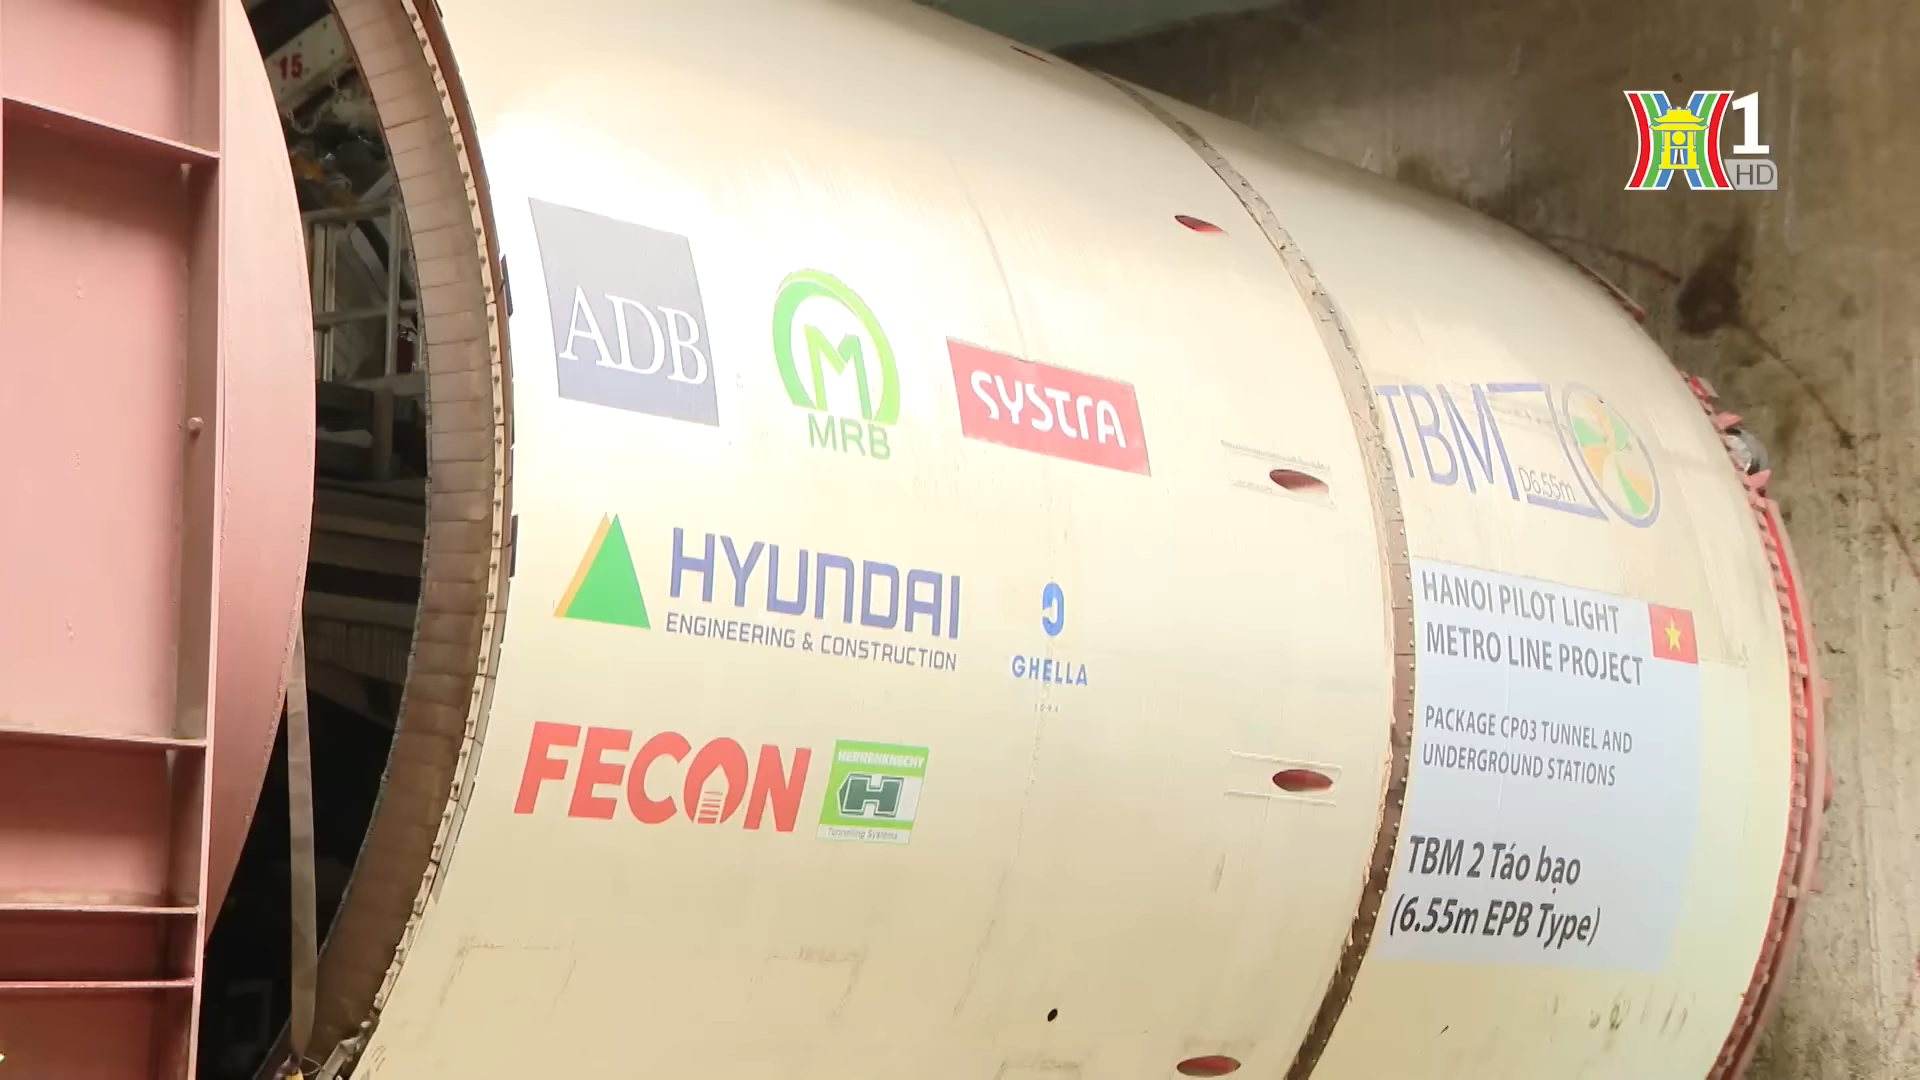 15
1
HD
ADB
M
MRB
SYSTRA
TBM
D6.55m
HYUNDAI
ENGINEERING & CONSTRUCTION
GHELLA
HANOI PILOT LIGHT
METRO LINE PROJECT
PACKAGE CP03 TUNNEL AND
UNDERGROUND STATIONS
FECON
HERRENKNECHT
H
Tunnelling Systems
TBM 2 Táo bạo
(6.55m EPB Type)